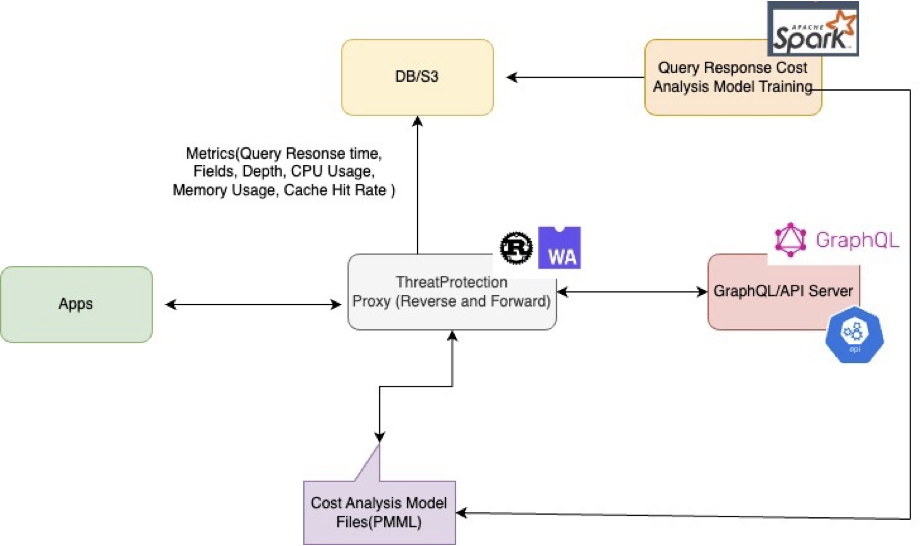 APACHE
Spark
DB/S3
Query Response Cost
Analysis Model Training
Metrics(Query Resonse time,
Fields, Depth, CPU Usage,
Memory Usage, Cache Hit Rate )
R
WA
GraphQL
ThreatProtection
Proxy (Reverse and Forward)
GraphQL/API Server
Apps
api
Cost Analysis Model
Files(PMML)